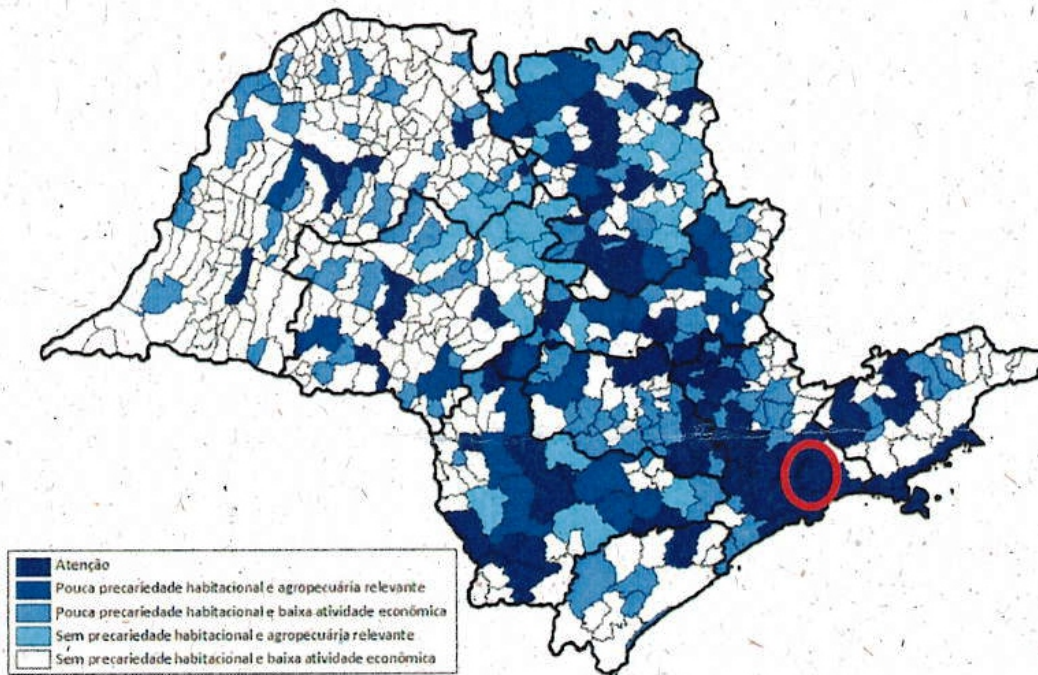 Atenção
Pouca precariedade habitacional e agropecuária relevante
Pouca precariedade habitacional e baixa atividade econômica
Sem precariedade habitacional e agropecuária relevante
Sem precariedade habitacional e baixa atividade econômica